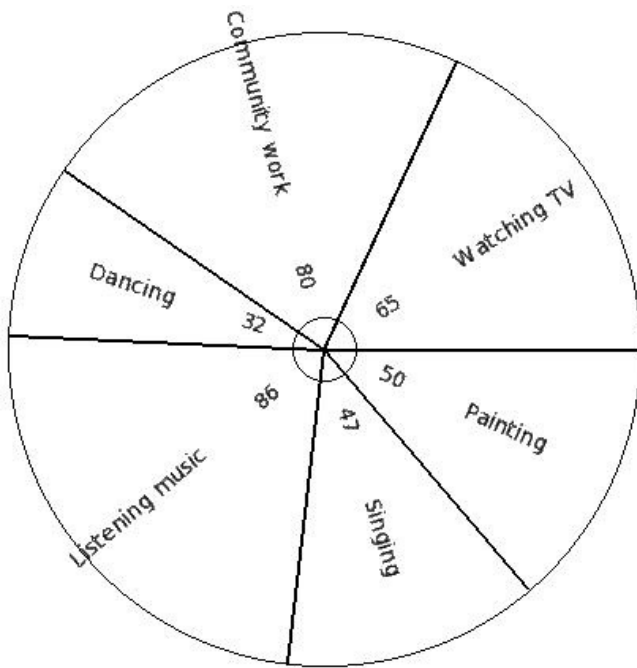 Community work
80
Watching TV
65
Dancing
32
50
Painting
86
Listening music
47
Singing